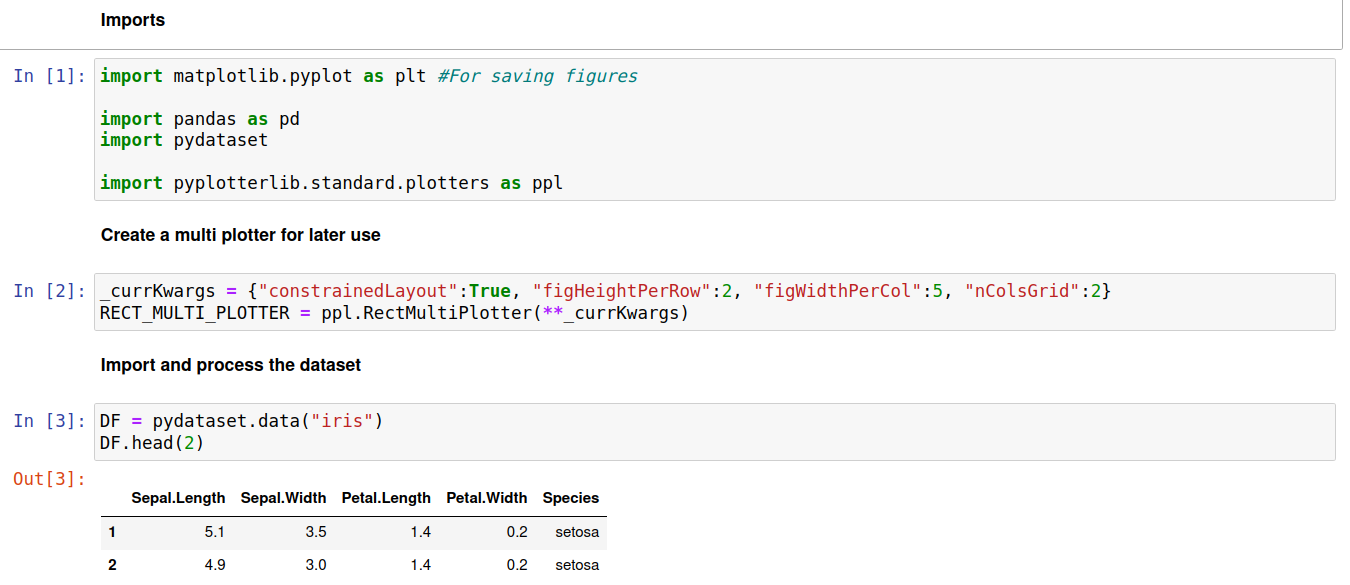 Imports
In [1]: import matplotlib.pyplot as plt #For saving figures
import pandas as pd
import pydataset
import pyplotterlib.standard.plotters as ppl
Create a multi plotter for later use
In [2]: _currKwargs = {"constrainedLayout":True, "figHeightPerRow":2, "figWidthPerCol":5, "nColsGrid":2}
RECT_MULTI_PLOTTER = ppl.RectMultiPlotter(**_currKwargs)
Import and process the dataset
In [3]: DF = pydataset.data("iris")
DF.head(2)
Out[3]:
Sepal.Length Sepal.Width Petal.Length Petal.Width Species
1 5.1 3.5 1.4 0.2 setosa
2 4.9 3.0 1.4 0.2 setosa